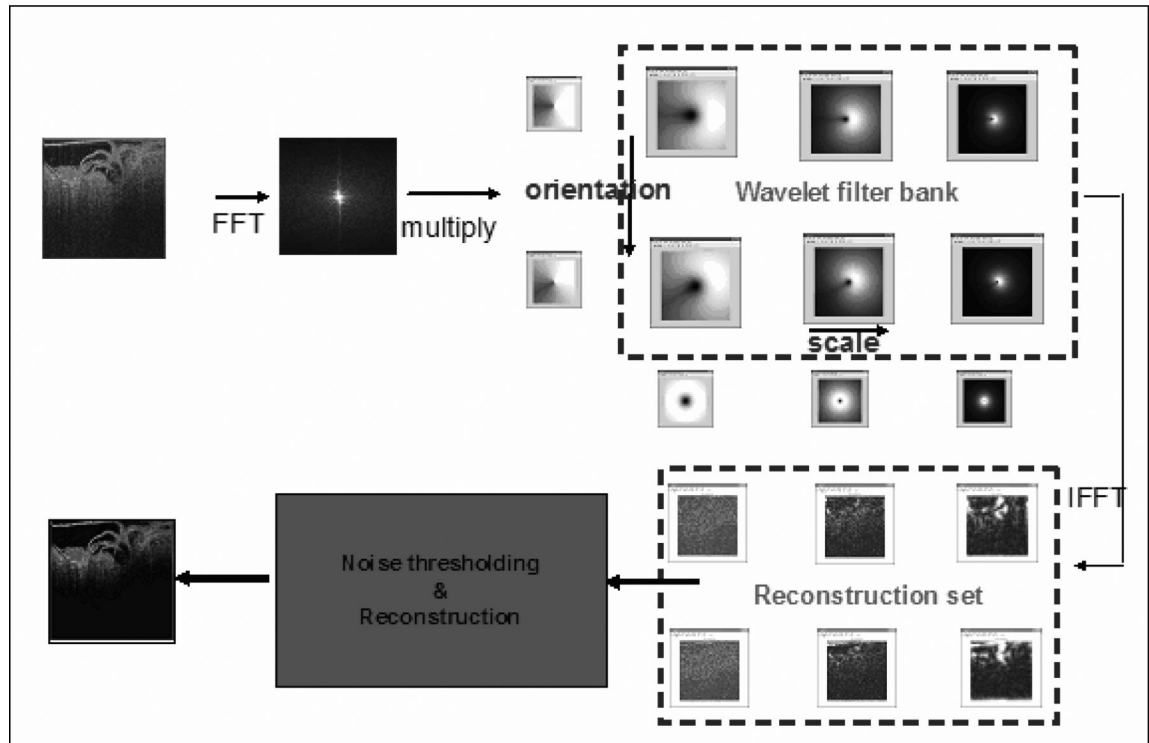 FFT
multiply
orientation
Wavelet filter bank
scale
IFFT
Reconstruction set
Noise thresholding
&
Reconstruction